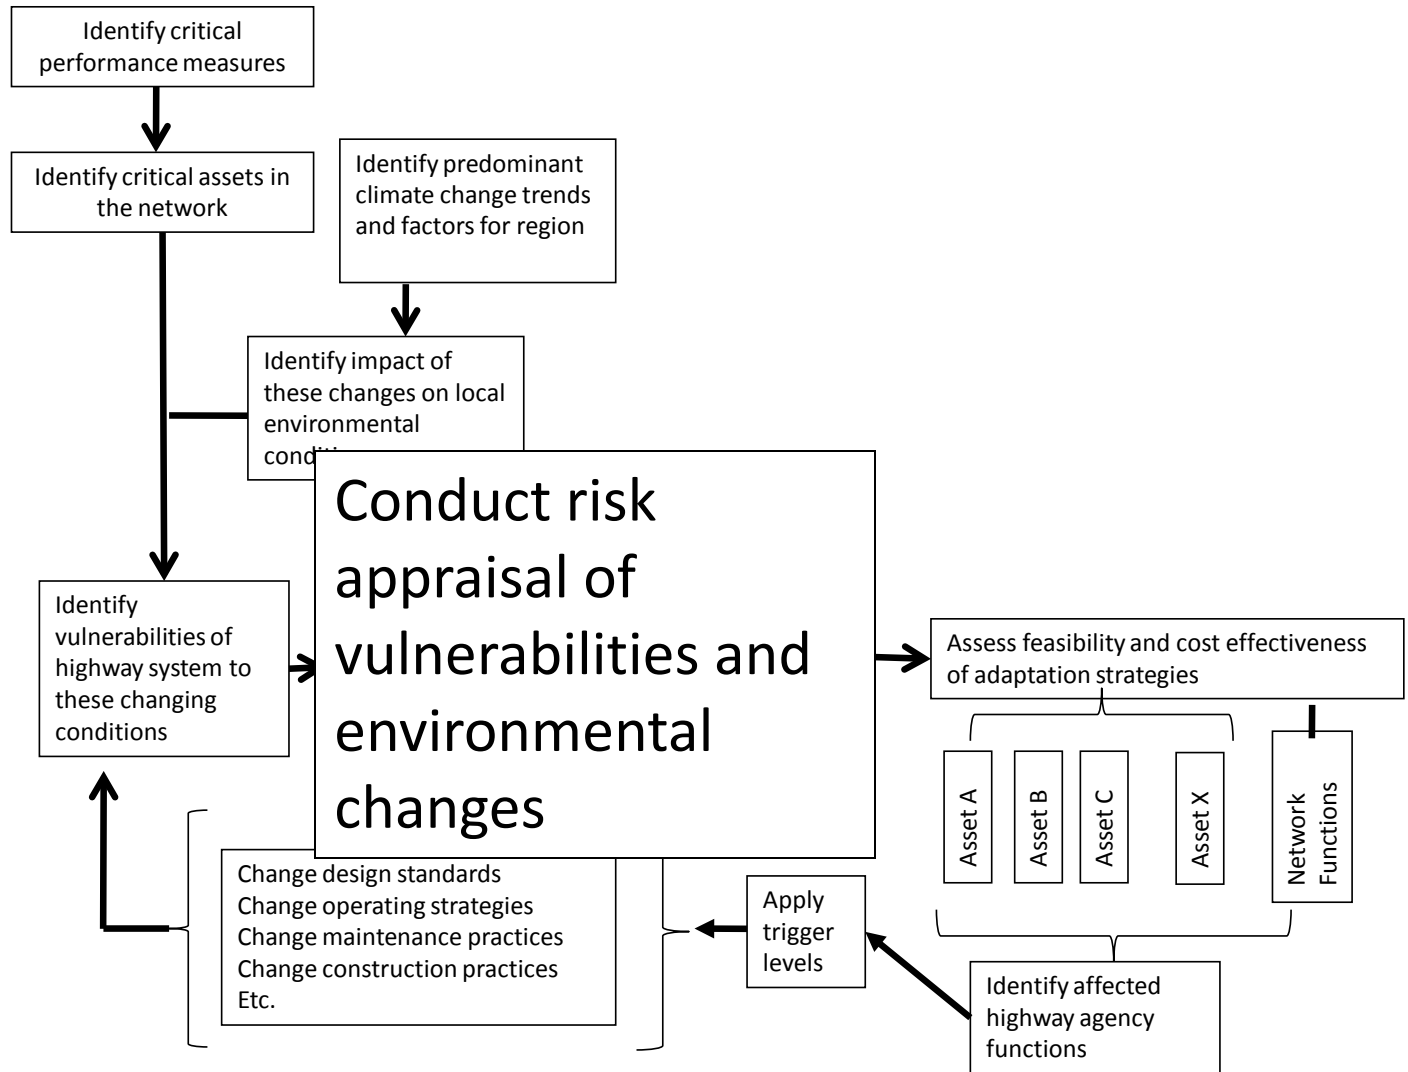 Identify critical
performance measures
Identify critical assets in
the network
Identify predominant
climate change trends
and factors for region
Identify impact of
these changes on local
environmental
Conduct risk
appraisal of
vulnerabilities and
environmental
changes
Identify
vulnerabilities of
highway system to
these changing
conditions
Assess feasibility and cost effectiveness
of adaptation strategies
Asset A
Asset B
Asset C
Asset X
Network
Functions
Change design standards
Change operating strategies
Change maintenance practices
Change construction practices
Etc.
Apply
trigger
levels
Identify affected
highway agency
functions